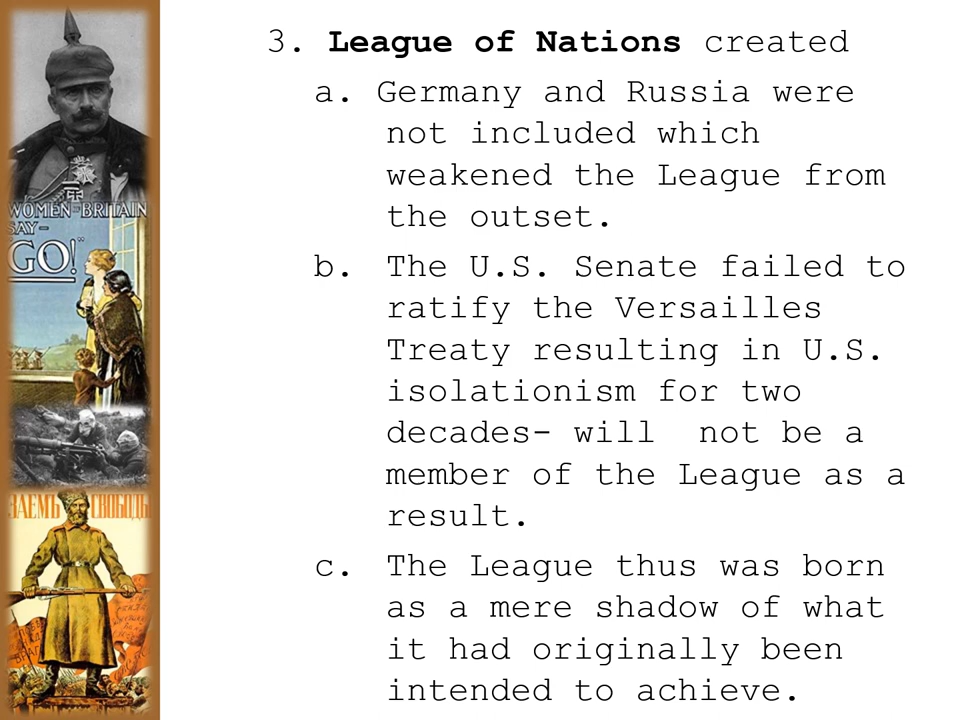 3. League of Nations created
a. Germany and Russia were
not included which
weakened the League from
the outset.
b. The U.S. Senate failed to
ratify the Versailles
Treaty resulting in U.S.
isolationism for two
decades- will  not be a
member of the League as a
result.
c. The League thus was born
as a mere shadow of what
it had originally been
intended to achieve.
WOMEN OF BRITAIN
SAY-
"GO!"
ЗАЕМЪ СВОБОДЫ